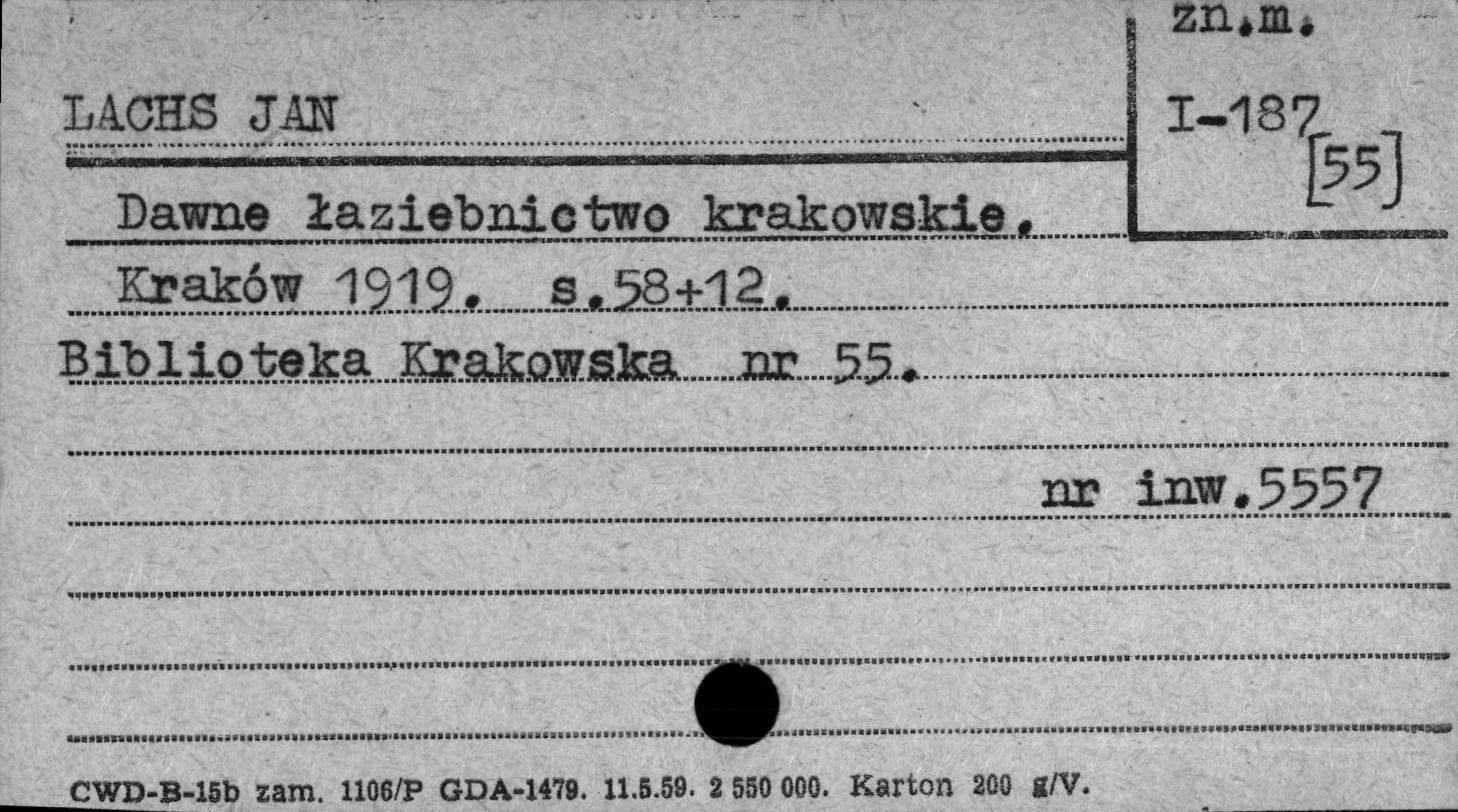 zn.m.
LACHS JAN
I-187
[55]
Dawne łaziebnictwo krakowskie.
Kraków 1919. s.58+12.
Biblioteka Krakowska nr 55.
nr inw.5557
CWD-B-15b zam. 1106/P GDA-1479. 11.5.59. 2 550 000. Karton 200 g/V.